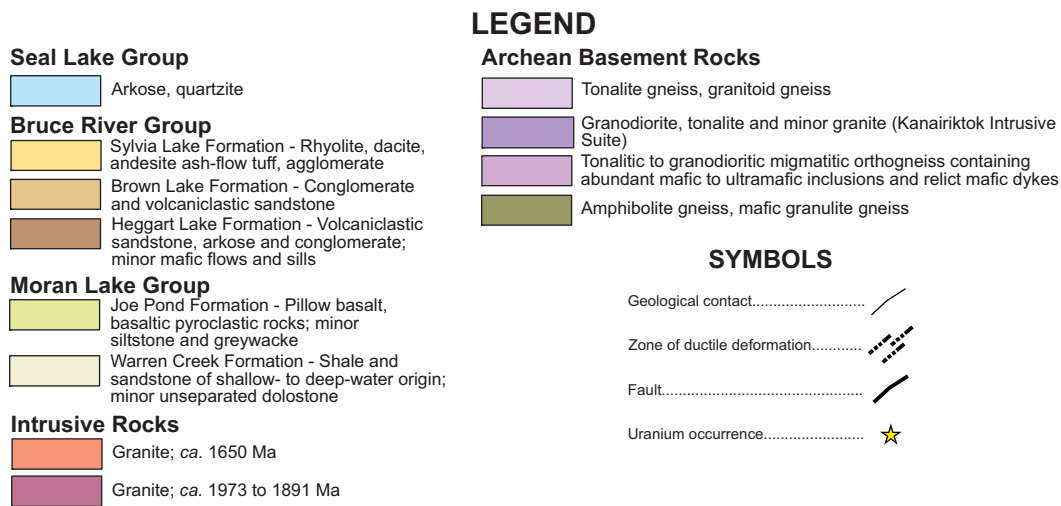 LEGEND
Seal Lake Group
Arkose, quartzite
Bruce River Group
Sylvia Lake Formation - Rhyolite, dacite,
andesite ash-flow tuff, agglomerate
Brown Lake Formation - Conglomerate
and volcaniclastic sandstone
Heggart Lake Formation - Volcaniclastic
sandstone, arkose and conglomerate;
minor mafic flows and sills
Moran Lake Group
Joe Pond Formation - Pillow basalt,
basaltic pyroclastic rocks; minor
siltstone and greywacke
Warren Creek Formation - Shale and
sandstone of shallow- to deep-water origin;
minor unseparated dolostone
Intrusive Rocks
Granite; ca. 1650 Ma
Granite; ca. 1973 to 1891 Ma
Archean Basement Rocks
Tonalite gneiss, granitoid gneiss
Granodiorite, tonalite and minor granite (Kanairiktok Intrusive
Suite)
Tonalitic to granodioritic migmatitic orthogneiss containing
abundant mafic to ultramafic inclusions and relict mafic dykes
Amphibolite gneiss, mafic granulite gneiss
SYMBOLS
Geological contact...........................
Zone of ductile deformation............
Fault.................................................
Uranium occurrence........................